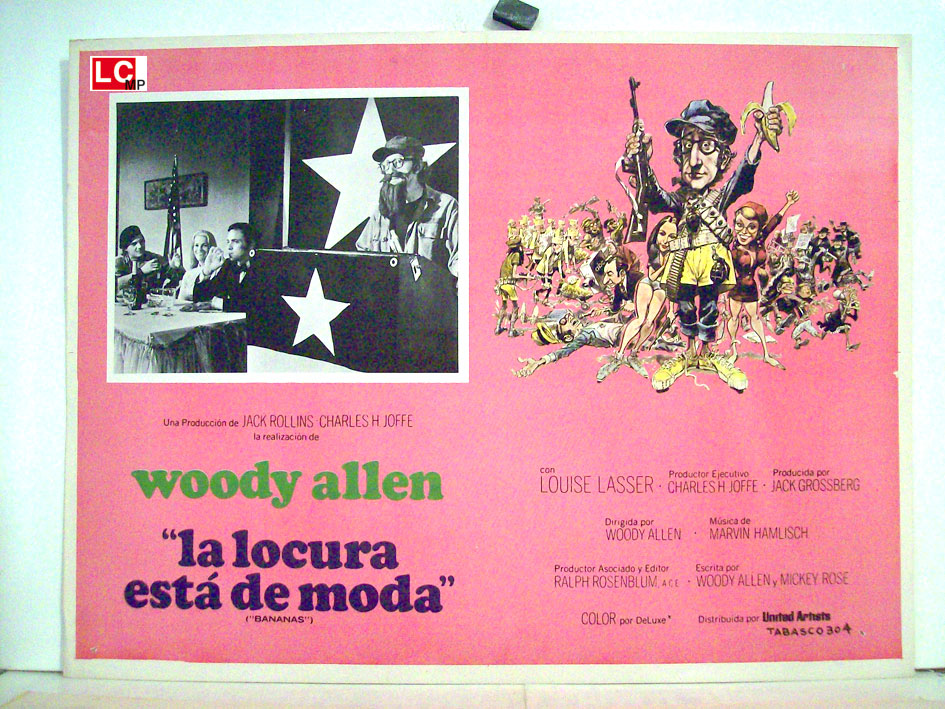 LC
MP
Una Producción de JACK ROLLINS CHARLES H JOFFE
la realización de
woody allen
"la locura
está de moda"
("BANANAS")
con LOUISE LASSER · Productor Ejecutivo CHARLES H JOFFE · Producida por JACK GROSSBERG
Dirigida por WOODY ALLEN · Música de MARVIN HAMLISCH
Productor Asociado y Editor RALPH ROSENBLUM, A.C.E. · Escrita por WOODY ALLEN y MICKEY ROSE
COLOR por DeLuxe® · Distribuida por United Artists
TABASCO 304